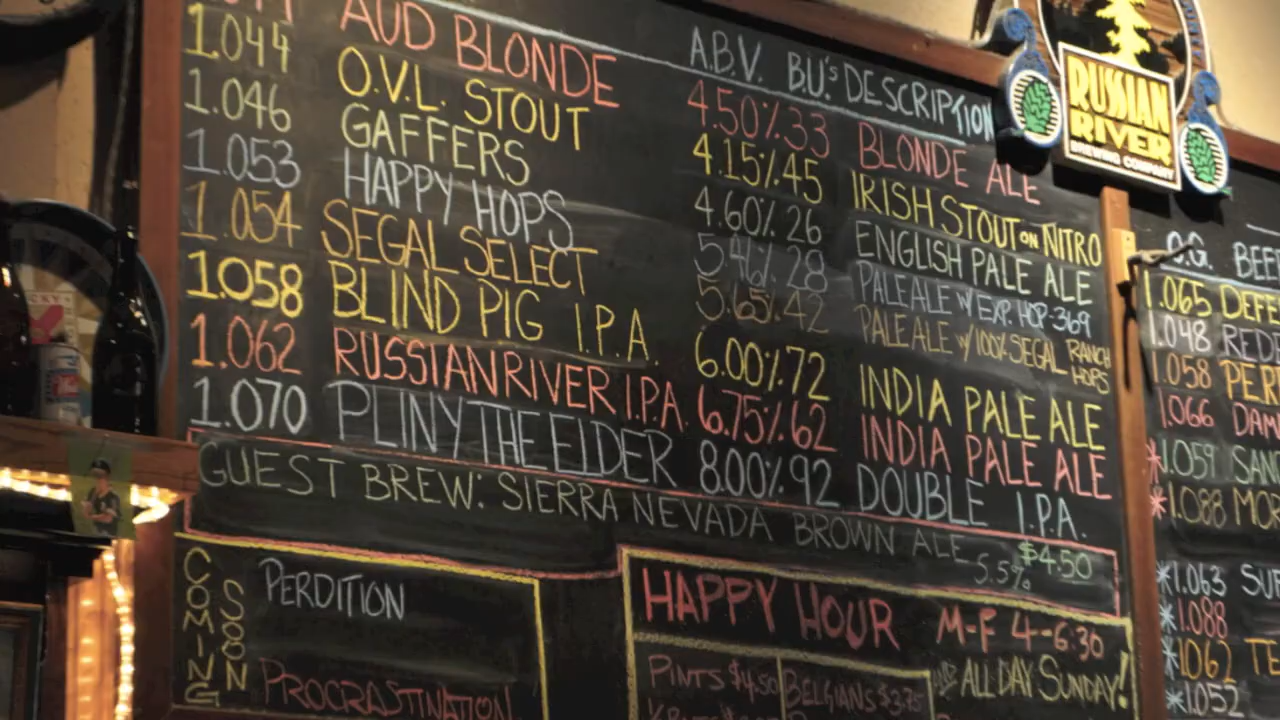 AUD BLONDE 4.50% 33 BLONDE ALE
A.B.V. BU's DESCRIPTION
1.044 O.V.L. STOUT 4.15% 45 IRISH STOUT ON NITRO
1.046 GAFFERS 4.60% 26 ENGLISH PALE ALE
1.053 HAPPY HOPS 5.46% 28 PALE ALE W/ EXP. HOP 369
1.054 SEGAL SELECT 5.65% 42 PALE ALE W/ 100% SEGAL RANCH HOPS
1.058 BLIND PIG I.P.A. 6.00% 72 INDIA PALE ALE
1.062 RUSSIAN RIVER I.P.A. 6.75% 62 INDIA PALE ALE
1.070 PLINY THE ELDER 8.00% 92 DOUBLE I.P.A.
GUEST BREW: SIERRA NEVADA BROWN ALE 5.5% $4.50
COMING SOON
PERDITION
PROCRASTINATION
HAPPY HOUR M-F 4-6:30
ALL DAY SUNDAY!
PINTS $4.50 BELGIANS $3.75
RUSSIAN
RIVER
BREWING COMPANY
O.G. BEE
1.065 DEFE
1.048 REDE
1.058 PER
1.066 DAM
*1.059 SAN
*1.088 MO
*1.063 SU
*1.088
*1.062 TE
*1.052